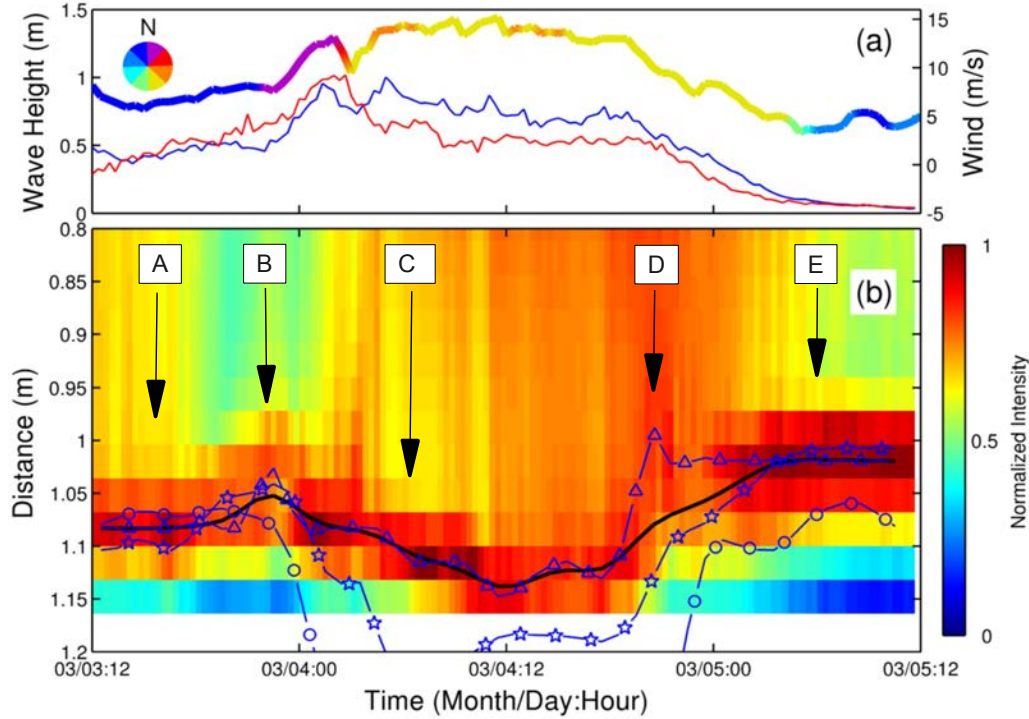 1.5
1
0.5
0
Wave Height (m)
N
(a)
15
10
5
0
-5
Wind (m/s)
0.8
0.85
0.9
0.95
1
1.05
1.1
1.15
1.2
Distance (m)
A
B
C
D
E
(b)
1
0.5
0
Normalized Intensity
03/03:12
03/04:00
03/04:12
03/05:00
03/05:12
Time (Month/Day:Hour)